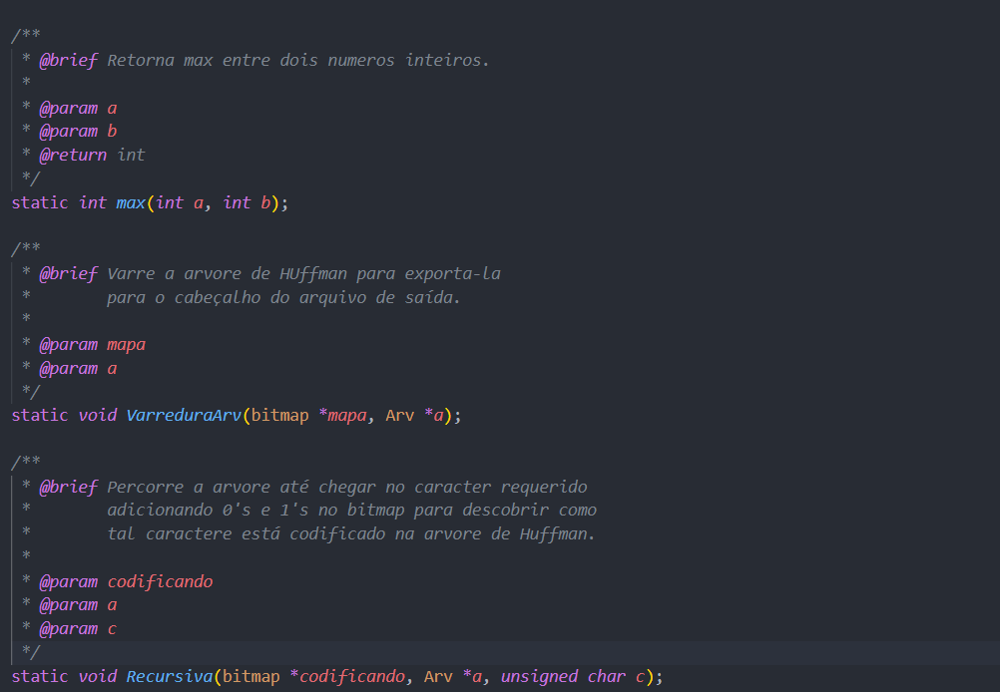 /**
 * @brief Retorna max entre dois numeros inteiros.
 *
 * @param a
 * @param b
 * @return int
 */
static int max(int a, int b);

/**
 * @brief Varre a arvore de HUffman para exporta-la
 *        para o cabeçalho do arquivo de saída.
 *
 * @param mapa
 * @param a
 */
static void VarreduraArv(bitmap *mapa, Arv *a);

/**
 * @brief Percorre a arvore até chegar no caracter requerido
 *        adicionando 0's e 1's no bitmap para descobrir como
 *        tal caractere está codificado na arvore de Huffman.
 *
 * @param codificando
 * @param a
 * @param c
 */
static void Recursiva(bitmap *codificando, Arv *a, unsigned char c);